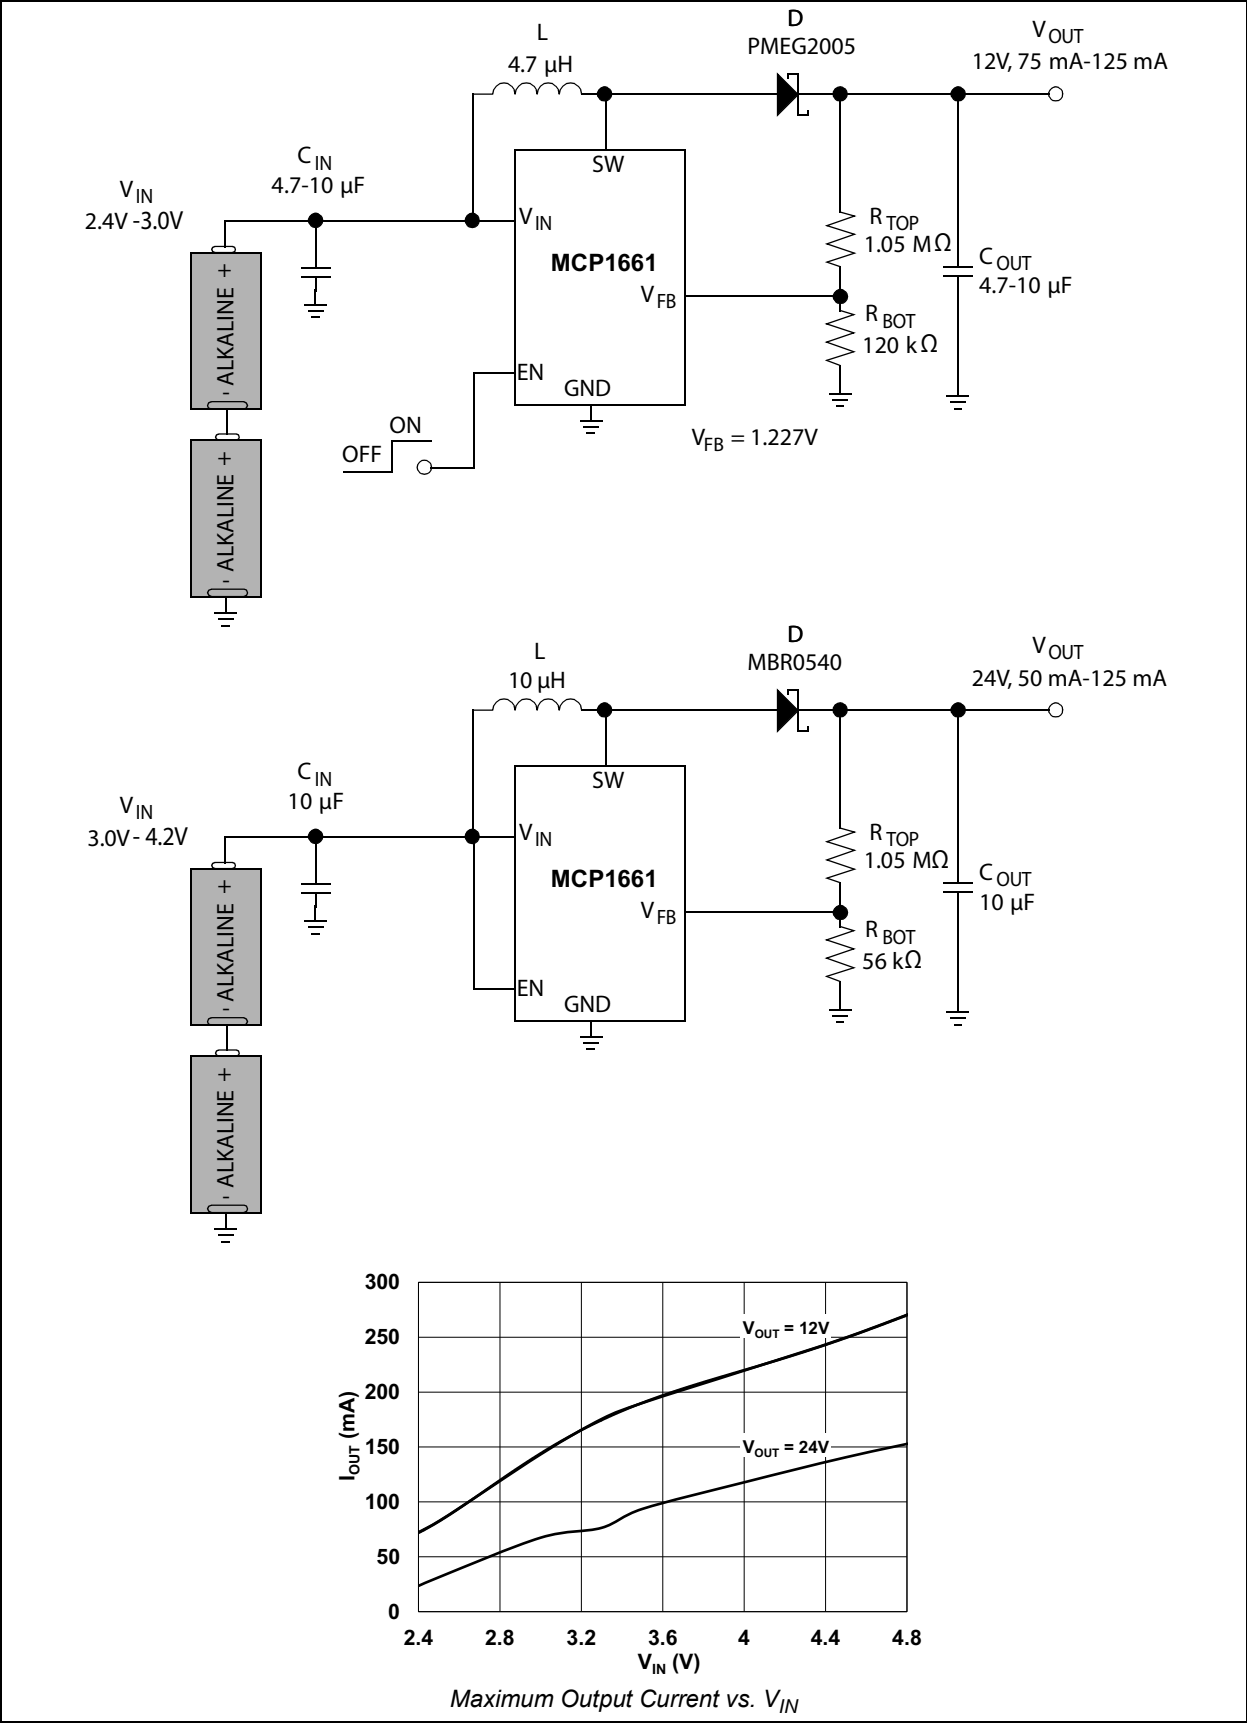 D
PMEG2005
L
4.7 µH
VOUT
12V, 75 mA-125 mA
CIN
4.7-10 µF
VIN
2.4V -3.0V
SW
VIN
MCP1661
VFB
EN
GND
RTOP
1.05 MΩ
COUT
4.7-10 µF
RBOT
120 kΩ
- ALKALINE +
- ALKALINE +
ON
OFF
VFB = 1.227V
D
MBR0540
L
10 µH
VOUT
24V, 50 mA-125 mA
CIN
10 µF
VIN
3.0V - 4.2V
SW
VIN
MCP1661
VFB
EN
GND
RTOP
1.05 MΩ
COUT
10 µF
RBOT
56 kΩ
- ALKALINE +
- ALKALINE +
300
250
200
150
100
50
0
IOUT (mA)
VOUT = 12V
VOUT = 24V
2.4 2.8 3.2 3.6 4 4.4 4.8
VIN (V)
Maximum Output Current vs. VIN